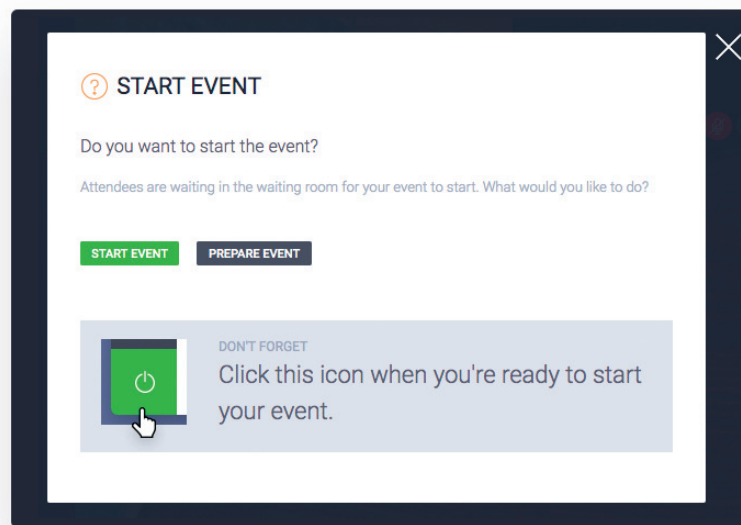 START EVENT
Do you want to start the event?
Attendees are waiting in the waiting room for your event to start. What would you like to do?
START EVENT
PREPARE EVENT
DON'T FORGET
Click this icon when you're ready to start
your event.